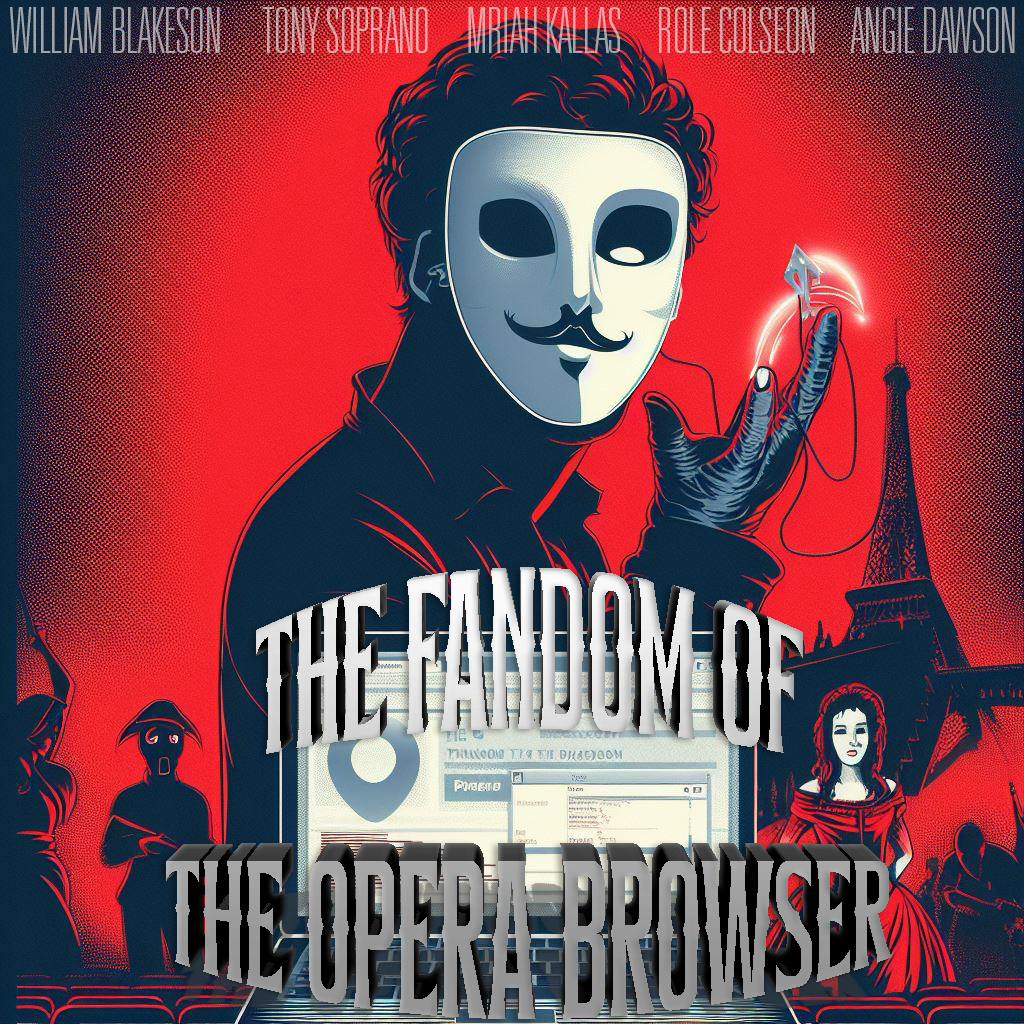 WILLIAM BLAKESON TONY SOPRANO MRIAH KALLAS ROLE COLSEON ANGIE DAWSON
THE FANDOM OF
THE OPERA BROWSER